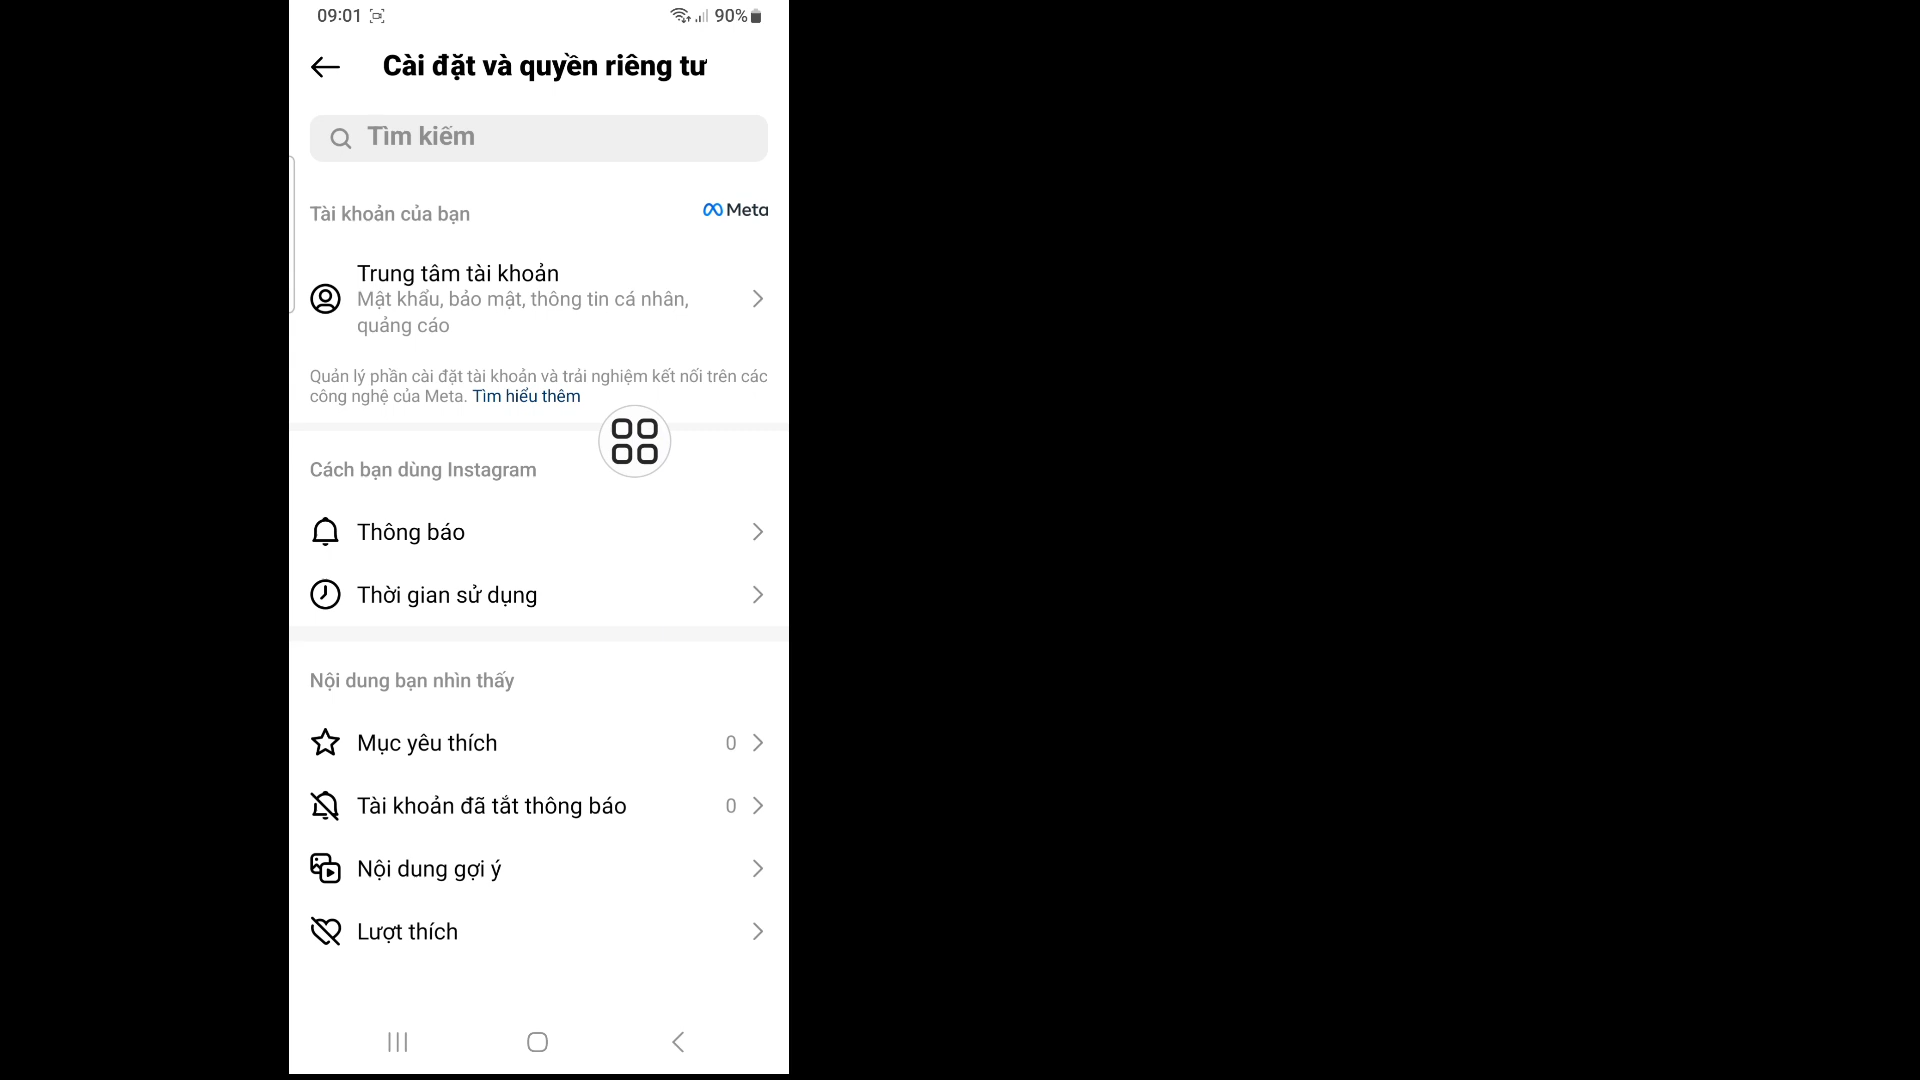 09:01
90%
Cài đặt và quyền riêng tư
Tìm kiếm
Tài khoản của bạn
Meta
Trung tâm tài khoản
Mật khẩu, bảo mật, thông tin cá nhân,
quảng cáo
Quản lý phần cài đặt tài khoản và trải nghiệm kết nối trên các
công nghệ của Meta. Tìm hiểu thêm
Cách bạn dùng Instagram
Thông báo
Thời gian sử dụng
Nội dung bạn nhìn thấy
Mục yêu thích 0
Tài khoản đã tắt thông báo 0
Nội dung gợi ý
Lượt thích